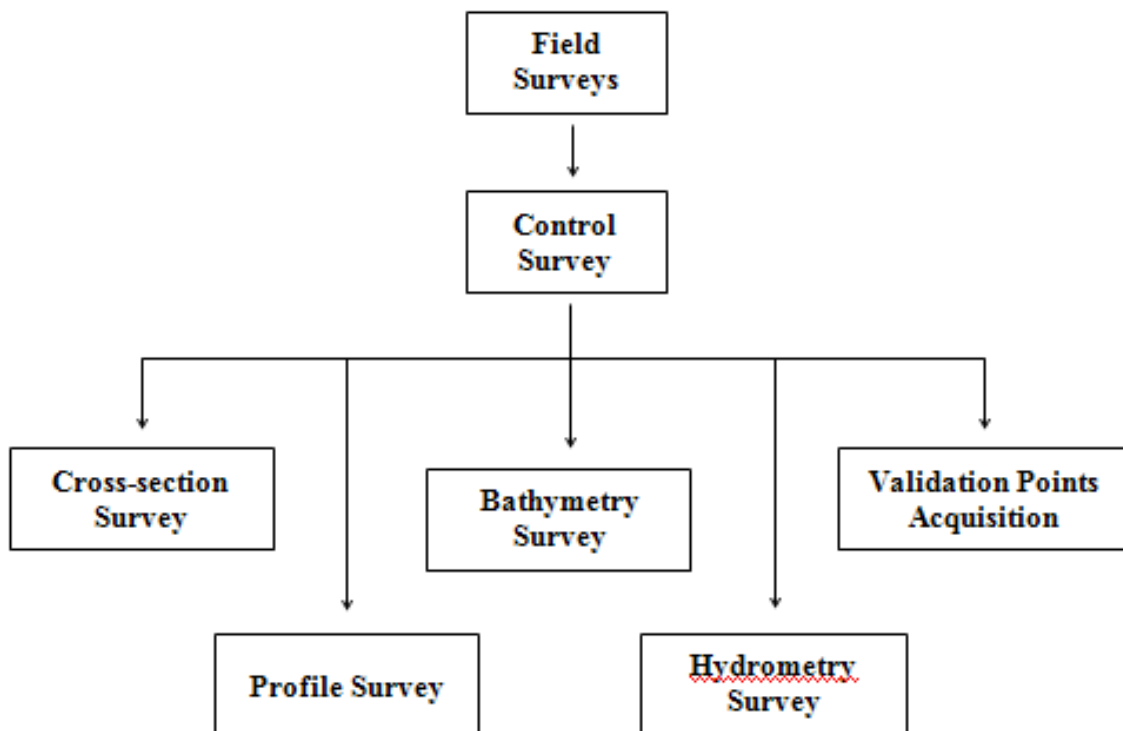 Field
Surveys
Control
Survey
Cross-section
Survey
Bathymetry
Survey
Validation Points
Acquisition
Profile Survey
Hydrometry
Survey